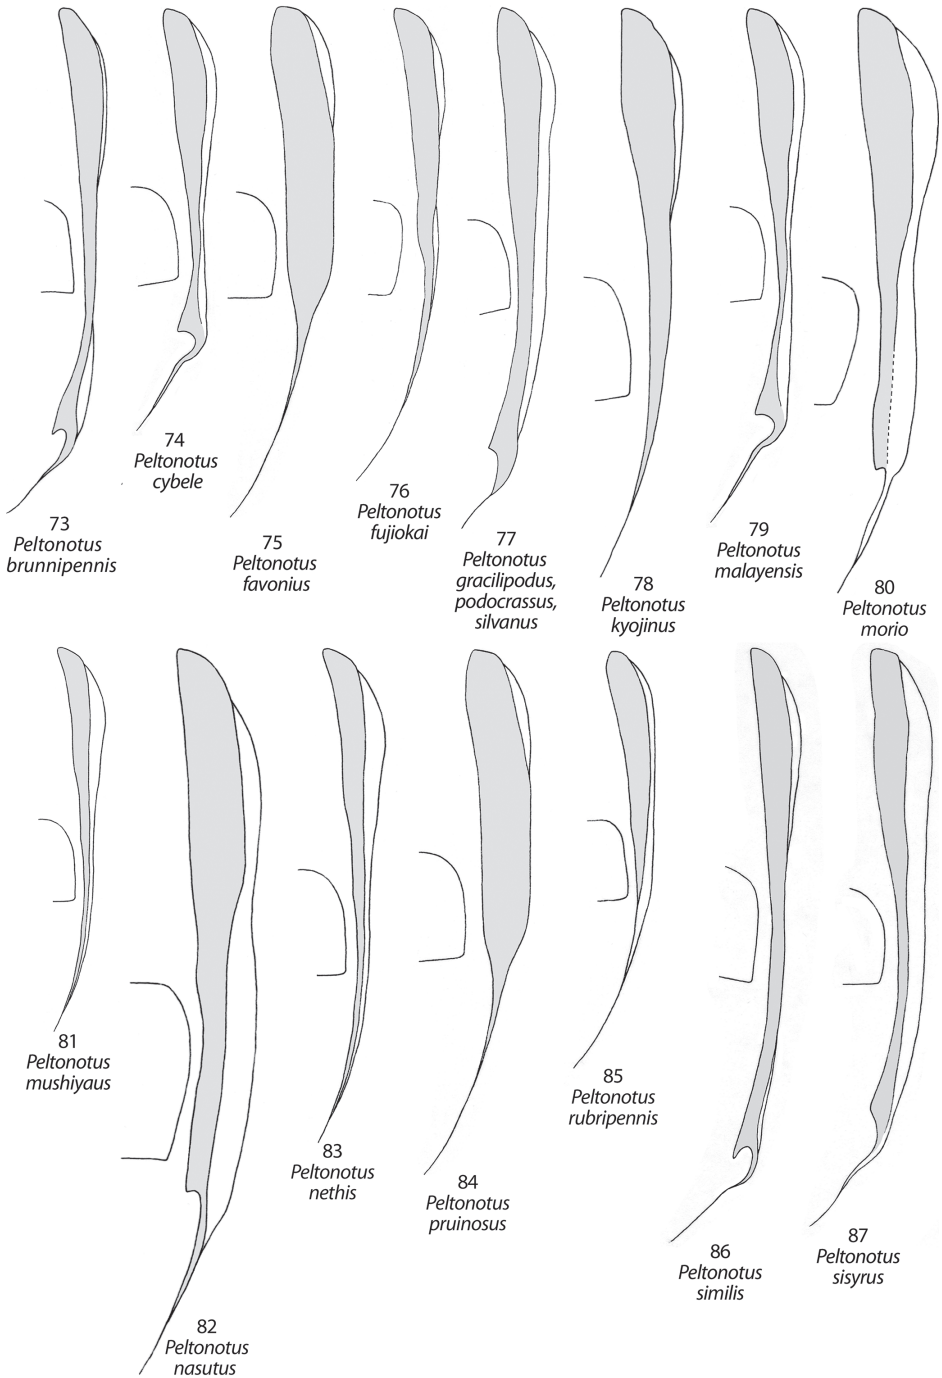 73
Peltonotus
brunnipennis
74
Peltonotus
cybele
75
Peltonotus
favonius
76
Peltonotus
fujiokai
77
Peltonotus
gracilipodus,
podocrassus,
silvanus
78
Peltonotus
kyojinus
79
Peltonotus
malayensis
80
Peltonotus
morio
81
Peltonotus
mushiyaus
82
Peltonotus
nasutus
83
Peltonotus
nethis
84
Peltonotus
pruinosus
85
Peltonotus
rubripennis
86
Peltonotus
similis
87
Peltonotus
sisyrus